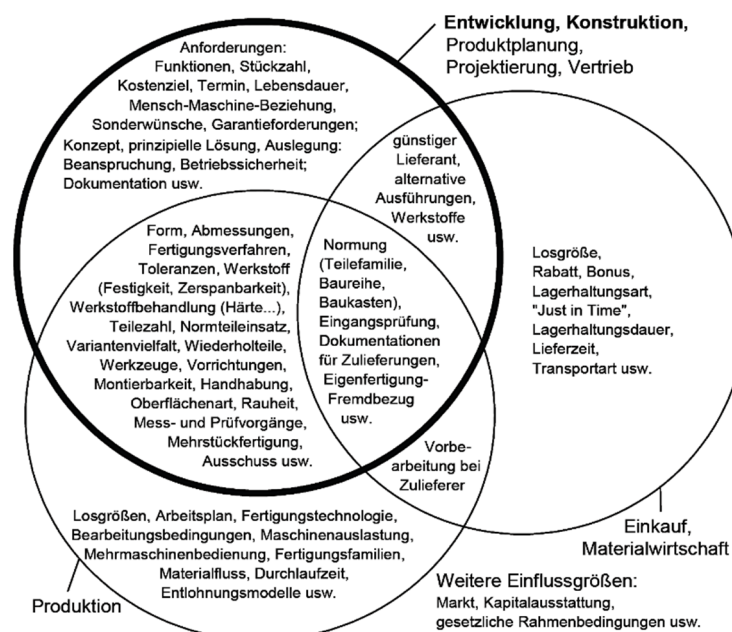 Entwicklung, Konstruktion,
Produktplanung,
Projektierung, Vertrieb
Anforderungen:
Funktionen, Stückzahl,
Kostenziel, Termin, Lebensdauer,
Mensch-Maschine-Beziehung,
Sonderwünsche, Garantieforderungen;
Konzept, prinzipielle Lösung, Auslegung:
Beanspruchung, Betriebssicherheit;
Dokumentation usw.
günstiger
Lieferant,
alternative
Ausführungen,
Werkstoffe
usw.
Form, Abmessungen,
Fertigungsverfahren,
Toleranzen, Werkstoff
(Festigkeit, Zerspanbarkeit),
Werkstoffbehandlung (Härte...),
Teilezahl, Normteileinsatz,
Variantenvielfalt, Wiederholteile,
Werkzeuge, Vorrichtungen,
Montierbarkeit, Handhabung,
Oberflächenart, Rauheit,
Mess- und Prüfvorgänge,
Mehrstückfertigung,
Ausschuss usw.
Normung
(Teilefamilie,
Baureihe,
Baukasten),
Eingangsprüfung,
Dokumentationen
für Zulieferungen,
Eigenfertigung-
Fremdbezug
usw.
Losgröße,
Rabatt, Bonus,
Lagerhaltungsart,
"Just in Time",
Lagerhaltungsdauer,
Lieferzeit,
Transportart usw.
Vorbe-
arbeitung bei
Zulieferer
Losgrößen, Arbeitsplan, Fertigungstechnologie,
Bearbeitungsbedingungen, Maschinenauslastung,
Mehrmaschinenbedienung, Fertigungsfamilien,
Materialfluss, Durchlaufzeit,
Entlohnungsmodelle usw.
Produktion
Einkauf,
Materialwirtschaft
Weitere Einflussgrößen:
Markt, Kapitalausstattung,
gesetzliche Rahmenbedingungen usw.